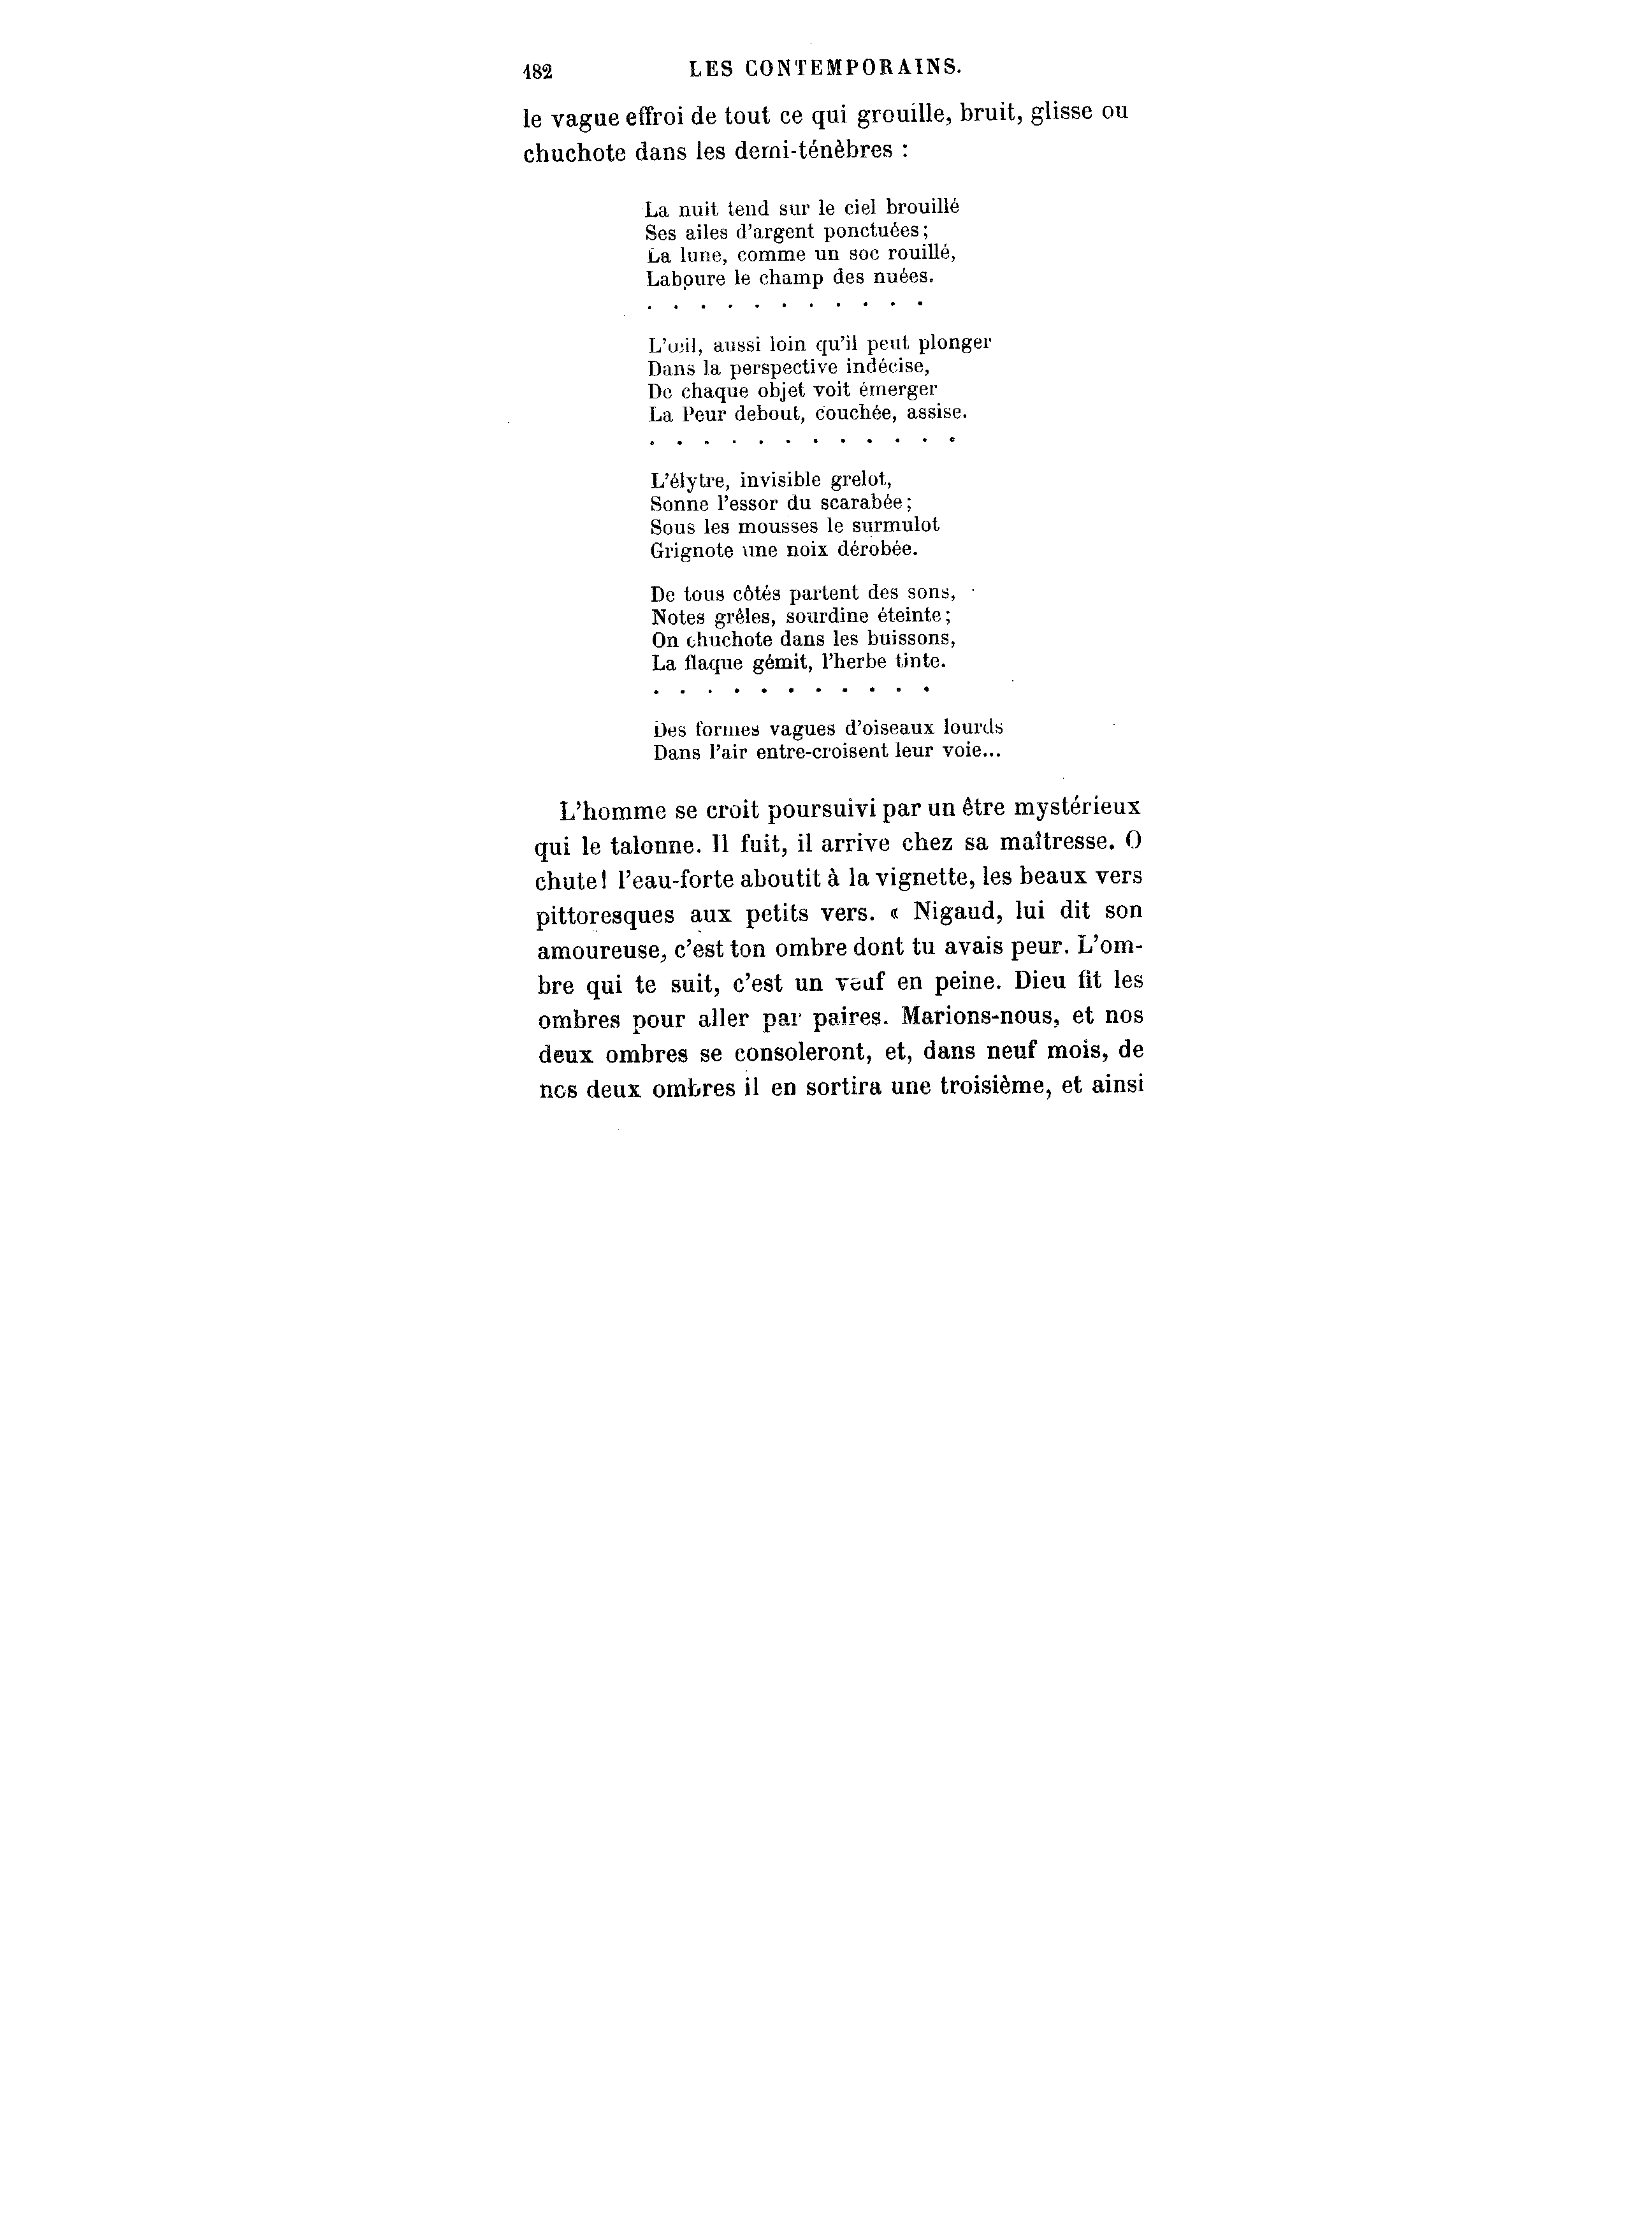 182 LES CONTEMPORAINS.
le vague effroi de tout ce qui grouille, bruit, glisse ou
chuchote dans les demi-ténèbres :
La nuit tend sur le ciel brouillé
Ses ailes d'argent ponctuées;
La lune, comme un soc rouillé,
Laboure le champ des nuées.
. . . . . . . . . . .
L'œil, aussi loin qu'il peut plonger
Dans la perspective indécise,
De chaque objet voit émerger
La Peur debout, couchée, assise.
. . . . . . . . . . . .
L'élytre, invisible grelot,
Sonne l'essor du scarabée;
Sous les mousses le surmulot
Grignote une noix dérobée.
De tous côtés partent des sons,
Notes grêles, sourdine éteinte;
On chuchote dans les buissons,
La flaque gémit, l'herbe tinte.
. . . . . . . . . . .
Des formes vagues d'oiseaux lourds
Dans l'air entre-croisent leur voie...
L'homme se croit poursuivi par un être mystérieux
qui le talonne. Il fuit, il arrive chez sa maîtresse. O
chute! l'eau-forte aboutit à la vignette, les beaux vers
pittoresques aux petits vers. « Nigaud, lui dit son
amoureuse, c'est ton ombre dont tu avais peur. L'om-
bre qui te suit, c'est un veuf en peine. Dieu fit les
ombres pour aller par paires. Marions-nous, et nos
deux ombres se consoleront, et, dans neuf mois, de
nos deux ombres il en sortira une troisième, et ainsi